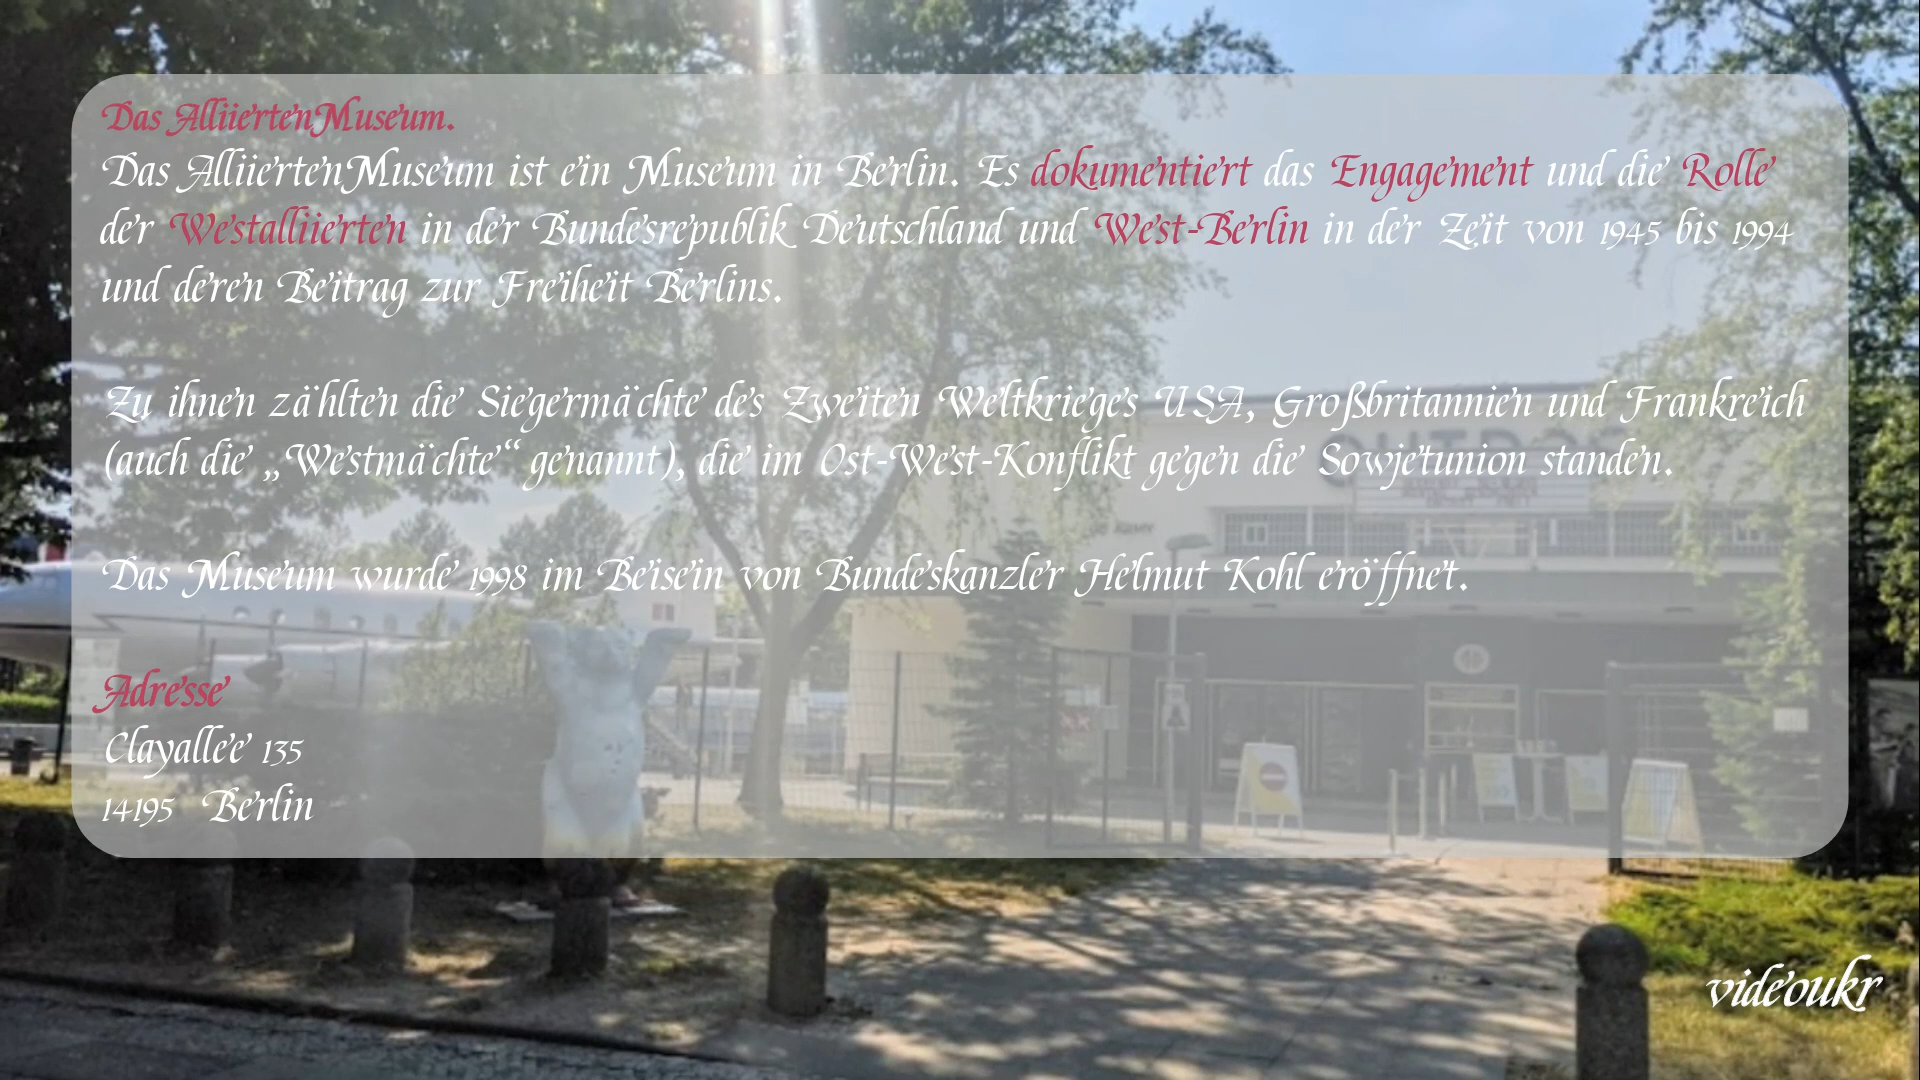 Das AlliiertenMuseum.
Das AlliiertenMuseum ist ein Museum in Berlin. Es dokumentiert das Engagement und die Rolle
der Westalliierten in der Bundesrepublik Deutschland und West-Berlin in der Zeit von 1945 bis 1994
und deren Beitrag zur Freiheit Berlins.
Zu ihnen zählten die Siegermächte des Zweiten Weltkrieges USA, Großbritannien und Frankreich
(auch die „Westmächte“ genannt), die im Ost-West-Konflikt gegen die Sowjetunion standen.
Das Museum wurde 1998 im Beisein von Bundeskanzler Helmut Kohl eröffnet.
Adresse
Clayallee 135
14195 Berlin
videoukr